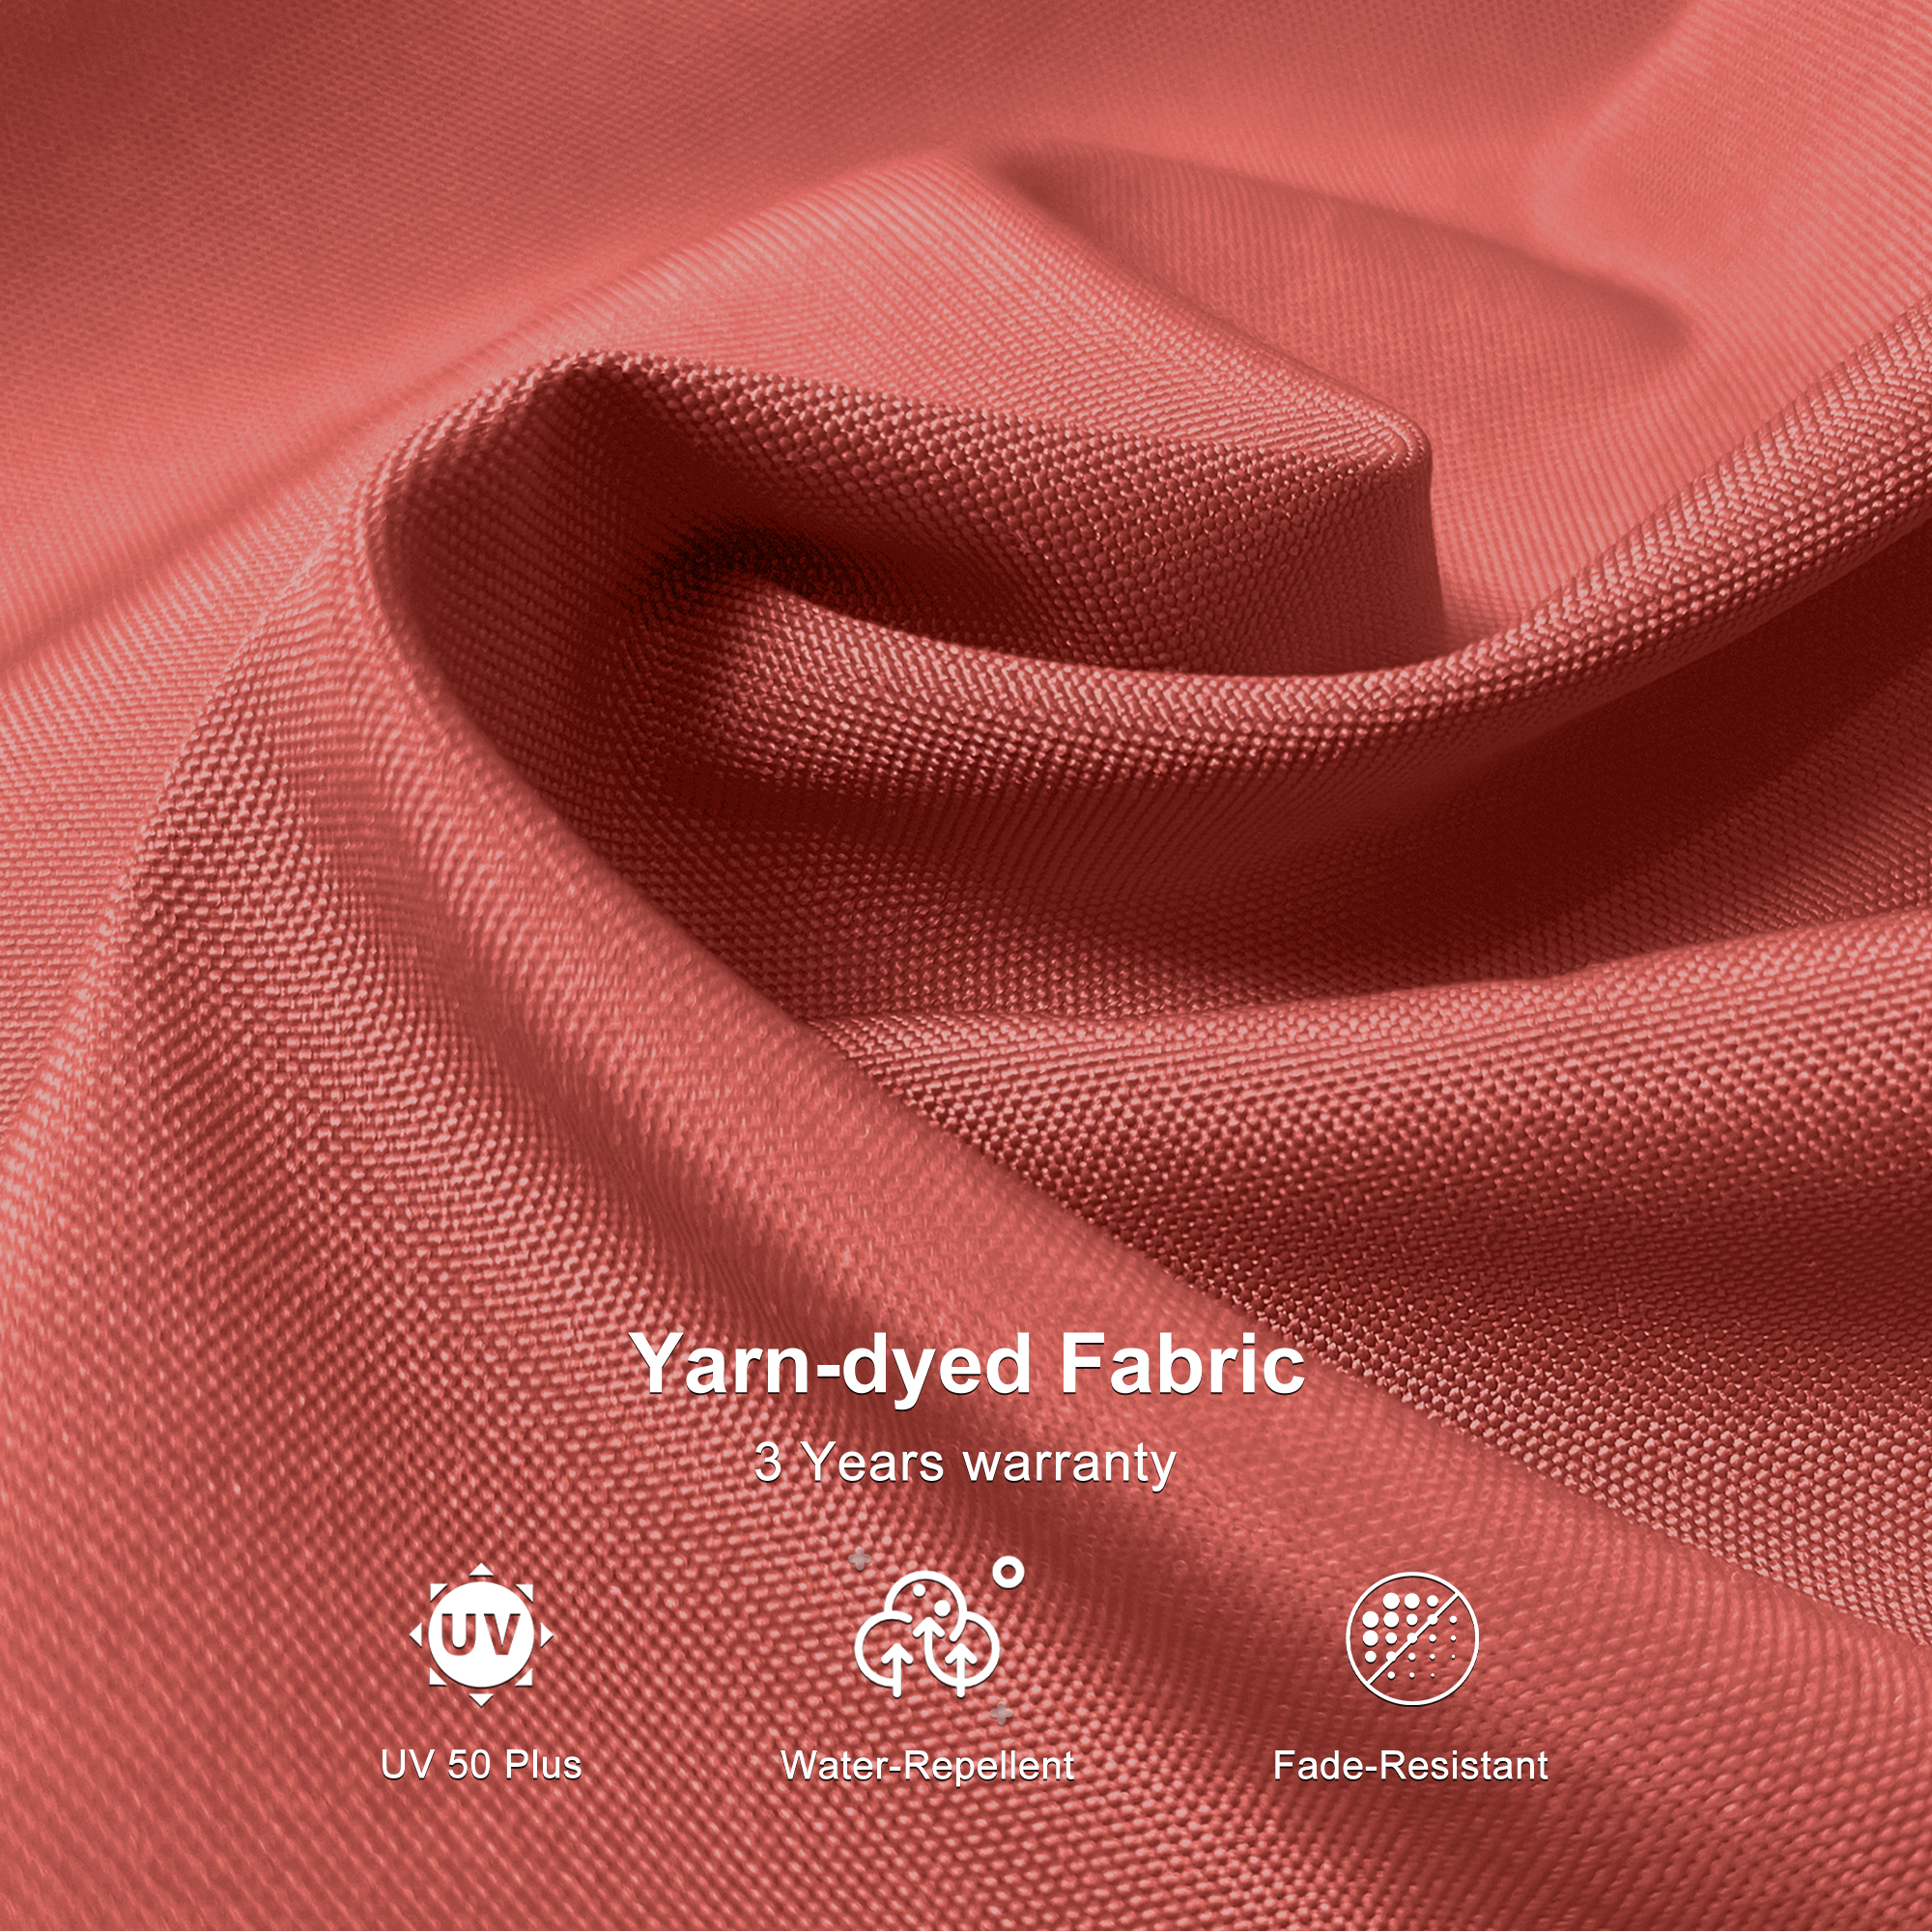 Yarn-dyed Fabric
3 Years warranty
UV
UV 50 Plus
Water-Repellent
Fade-Resistant